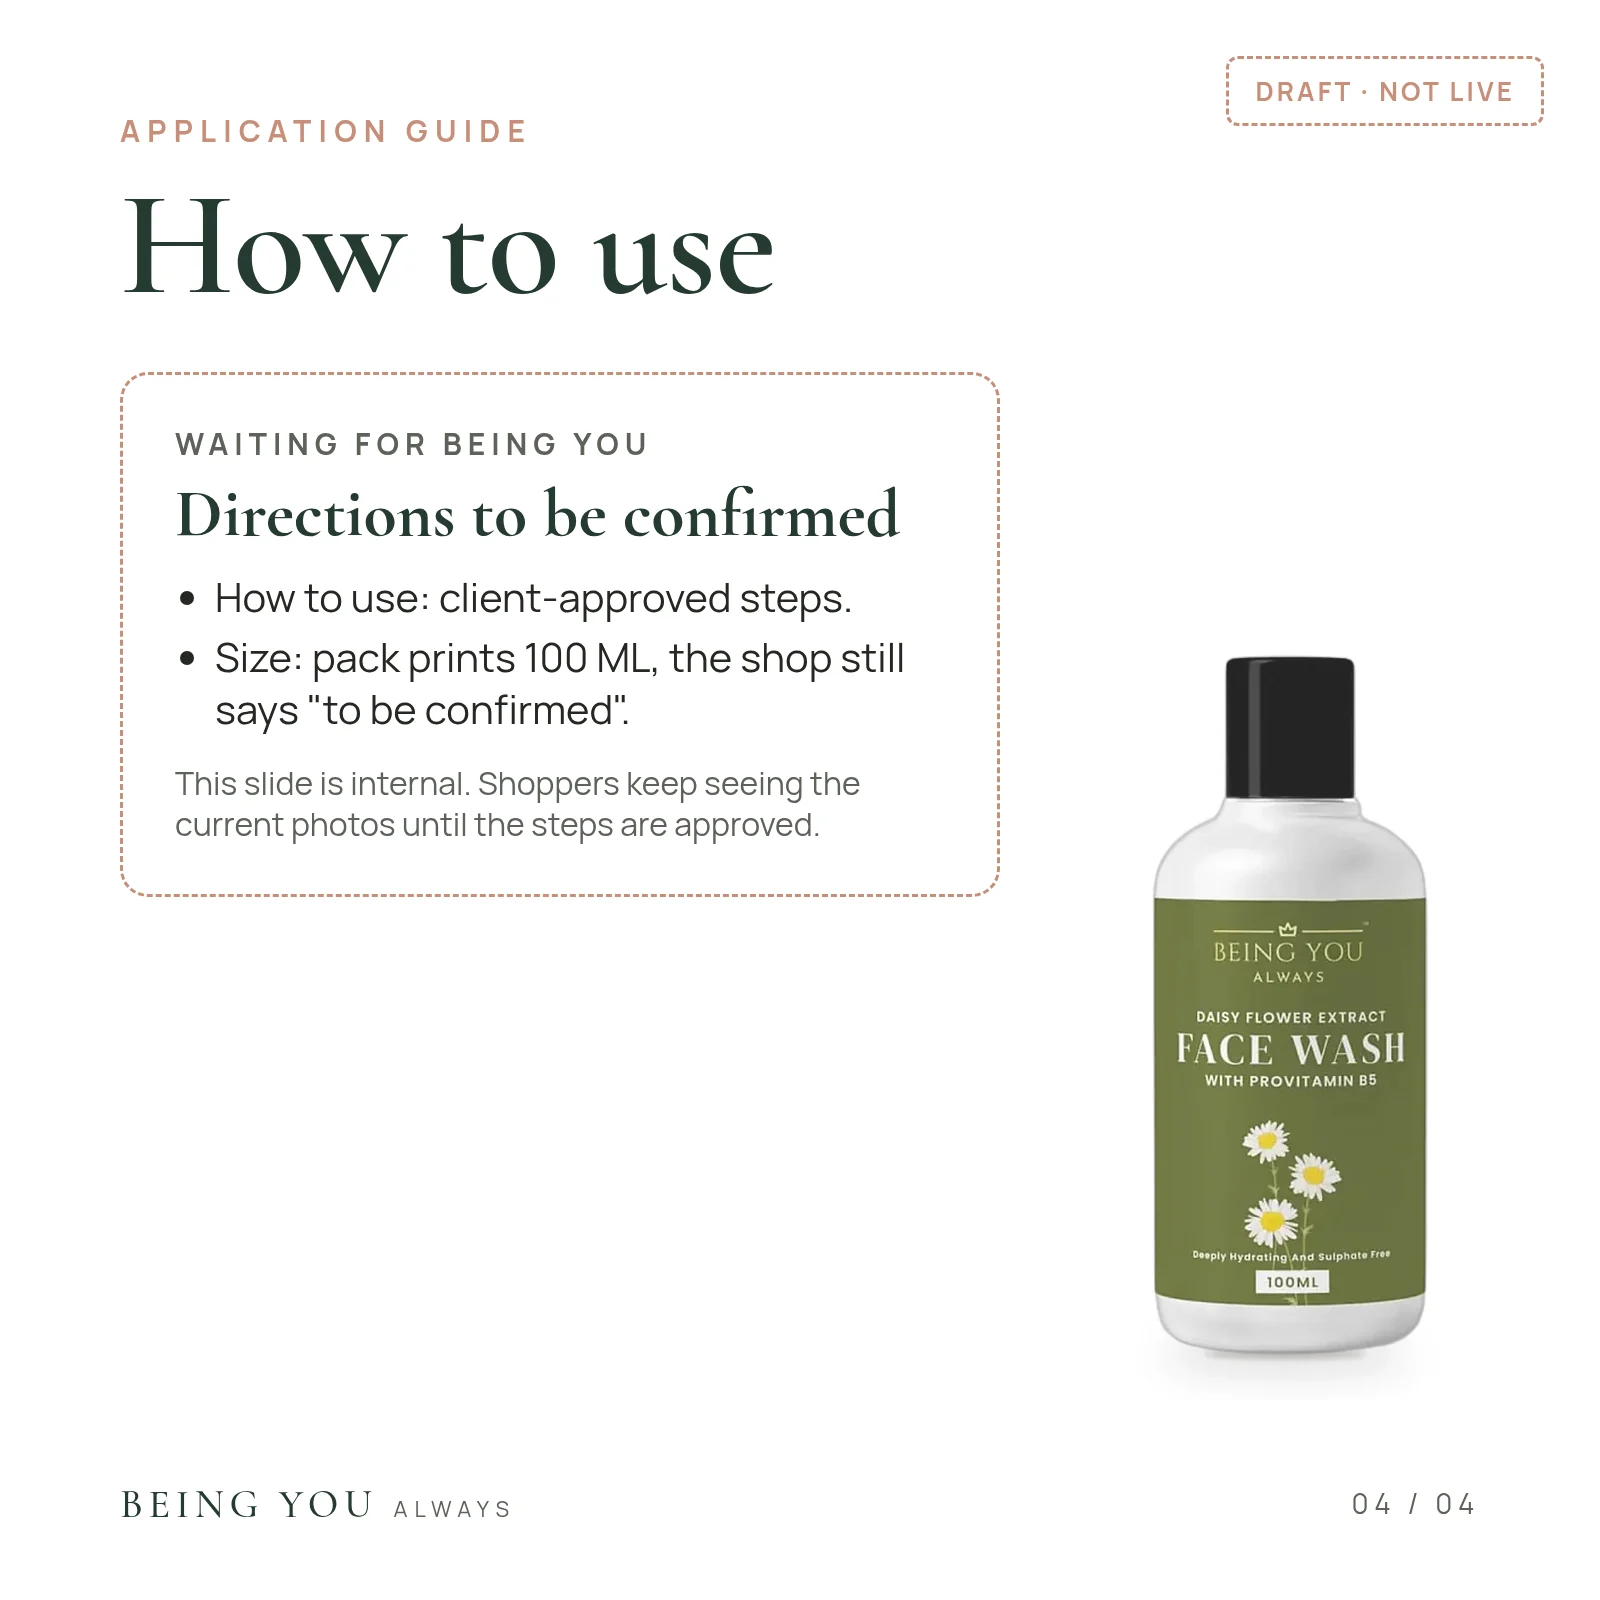 DRAFT · NOT LIVE
APPLICATION GUIDE
How to use
WAITING FOR BEING YOU
Directions to be confirmed
• How to use: client-approved steps.
• Size: pack prints 100 ML, the shop still
says "to be confirmed".
This slide is internal. Shoppers keep seeing the
current photos until the steps are approved.
BEING YOU™
ALWAYS
DAISY FLOWER EXTRACT
FACE WASH
WITH PROVITAMIN B5
Deeply Hydrating And Sulphate Free
100ML
BEING YOU ALWAYS
04 / 04